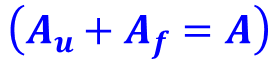 (A_u + A_f = A)